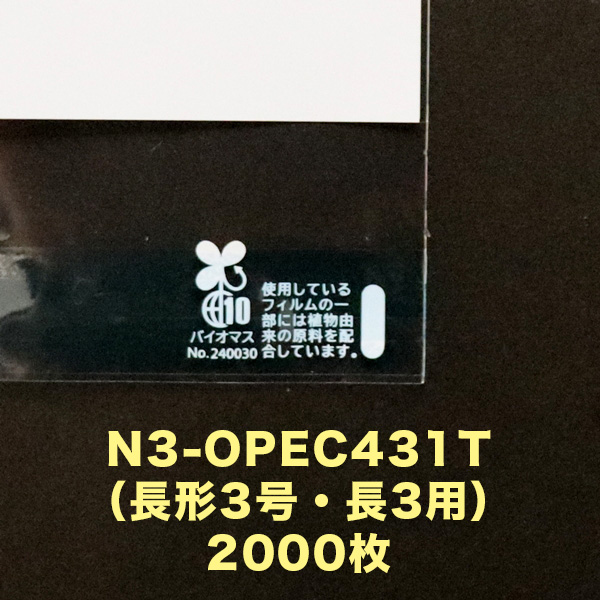 10
バイオマス
No.240030
使用している
フィルムの一
部には植物由
来の原料を配
合しています。
N3-OPEC431T
（長形3号・長3用）
2000枚